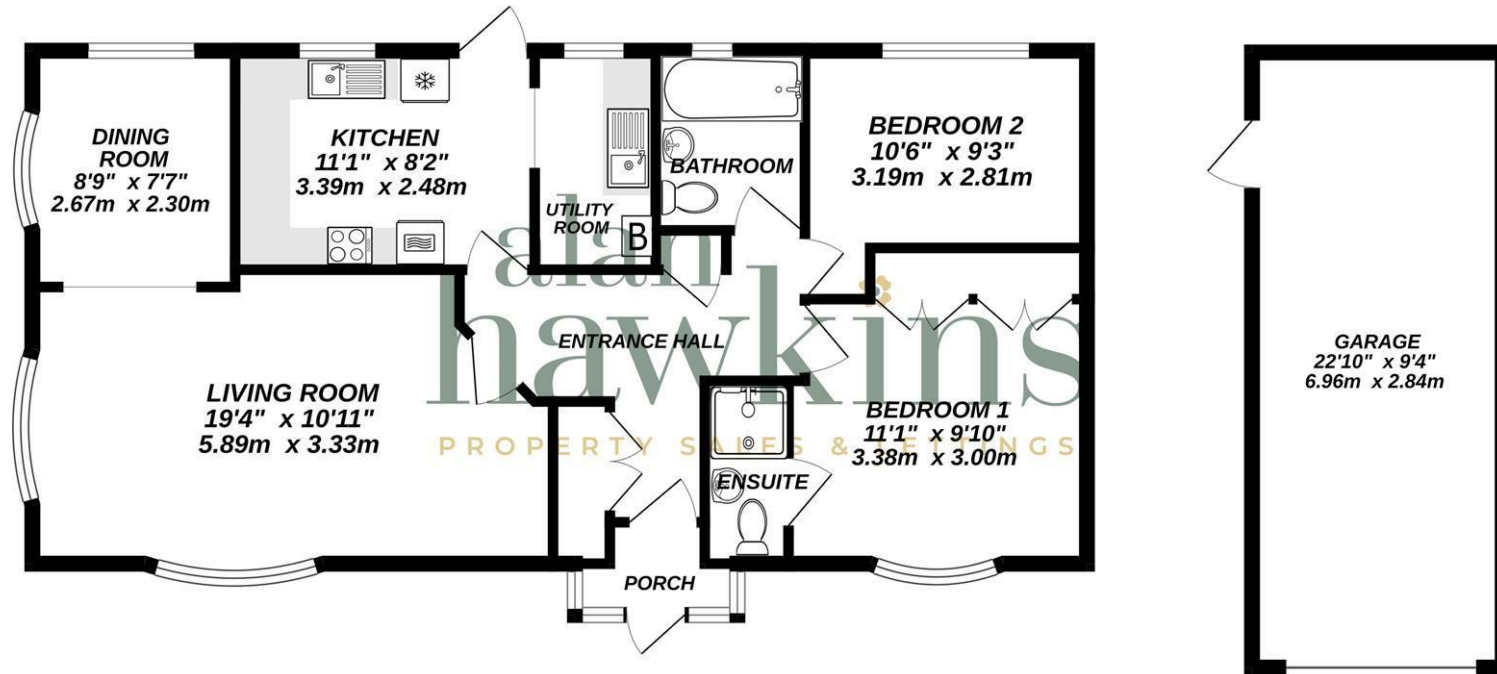 DINING
ROOM
8'9" x 7'7"
2.67m x 2.30m
KITCHEN
11'1" x 8'2"
3.39m x 2.48m
UTILITY
ROOM
B
BATHROOM
BEDROOM 2
10'6" x 9'3"
3.19m x 2.81m
alan
hawkins
PROPERTY SALES & LETTINGS
ENTRANCE HALL
LIVING ROOM
19'4" x 10'11"
5.89m x 3.33m
BEDROOM 1
11'1" x 9'10"
3.38m x 3.00m
ENSUITE
PORCH
GARAGE
22'10" x 9'4"
6.96m x 2.84m